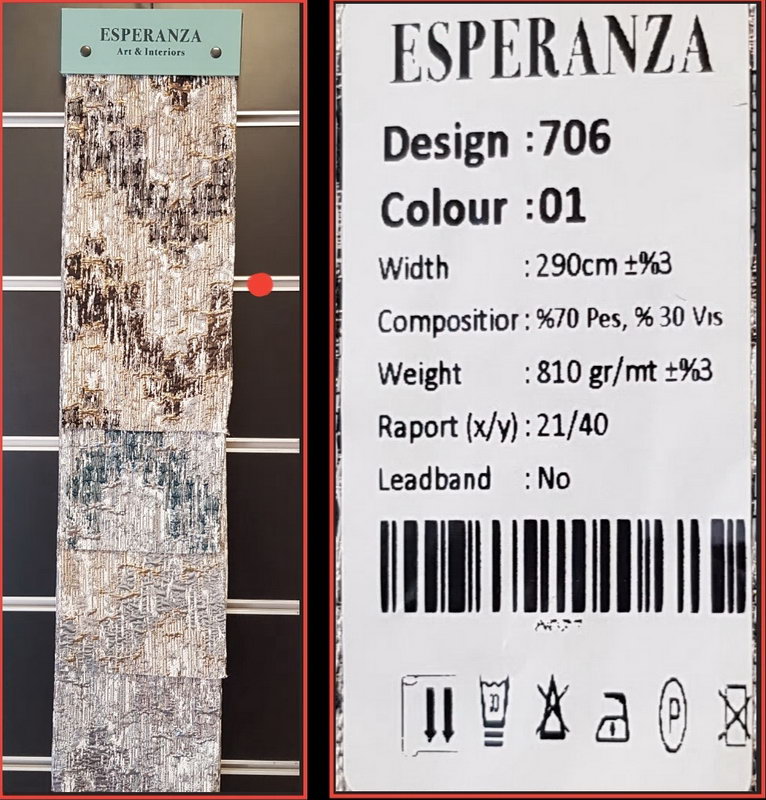 ESPERANZA
Art & Interiors
ESPERANZA
Design :706
Colour :01
Width : 290cm ±%3
Compositior : %70 Pes, % 30 Vis
Weight : 810 gr/mt ±%3
Raport (x/y) : 21/40
Leadband : No
P